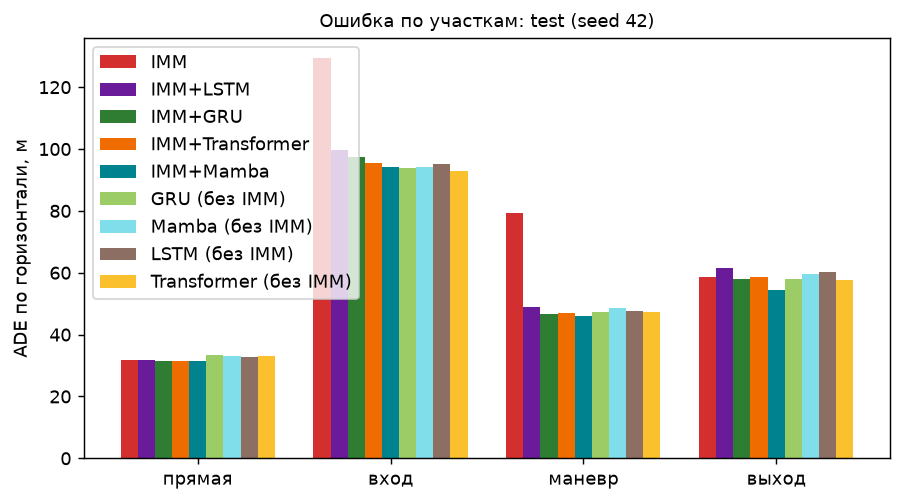 Ошибка по участкам: test (seed 42)
ADE по горизонтали, м
120
100
80
60
40
20
0
IMM
IMM+LSTM
IMM+GRU
IMM+Transformer
IMM+Mamba
GRU (без IMM)
Mamba (без IMM)
LSTM (без IMM)
Transformer (без IMM)
прямая
вход
маневр
выход